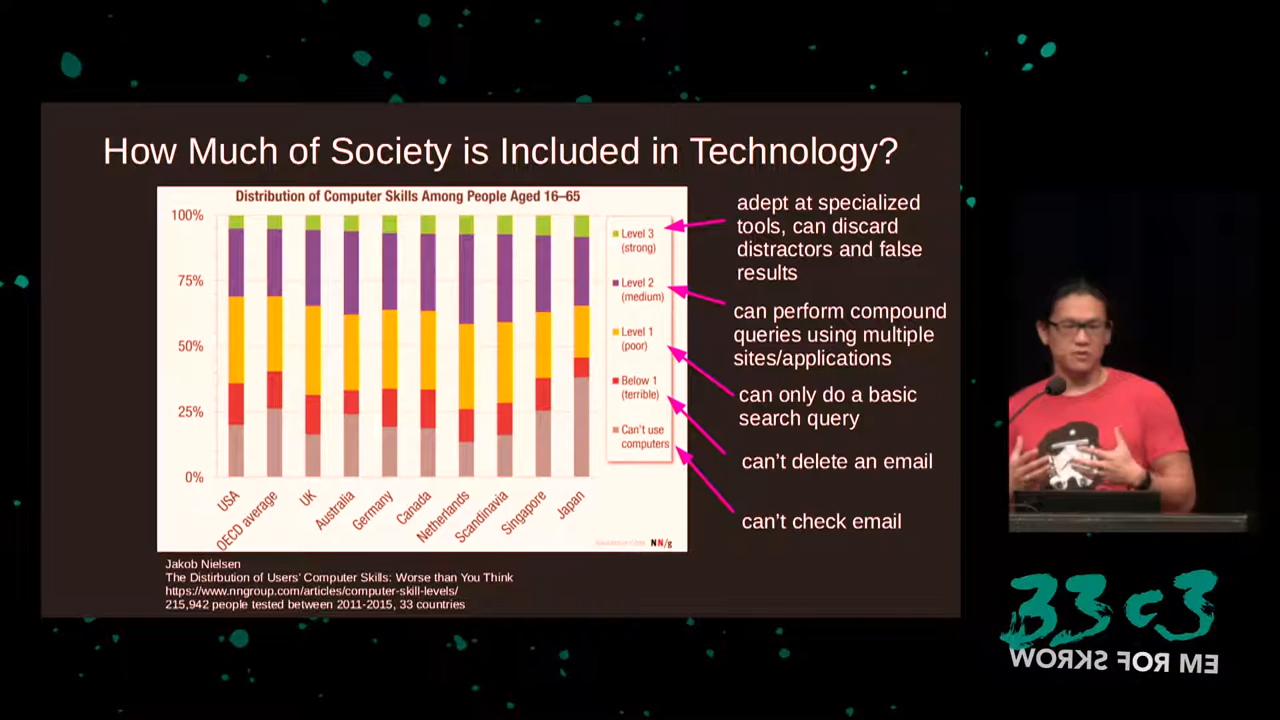 How Much of Society is Included in Technology?
Distribution of Computer Skills Among People Aged 16–65
100%
75%
50%
25%
0%
USA
OECD average
UK
Australia
Germany
Canada
Netherlands
Scandinavia
Singapore
Japan
Level 3
(strong)
Level 2
(medium)
Level 1
(poor)
Below 1
(terrible)
Can't use
computers
NN/g
adept at specialized
tools, can discard
distractors and false
results
can perform compound
queries using multiple
sites/applications
can only do a basic
search query
can't delete an email
can't check email
Jakob Nielsen
The Distirbution of Users' Computer Skills: Worse than You Think
https://www.nngroup.com/articles/computer-skill-levels/
215,942 people tested between 2011-2015, 33 countries
33c3
WORKS FOR ME